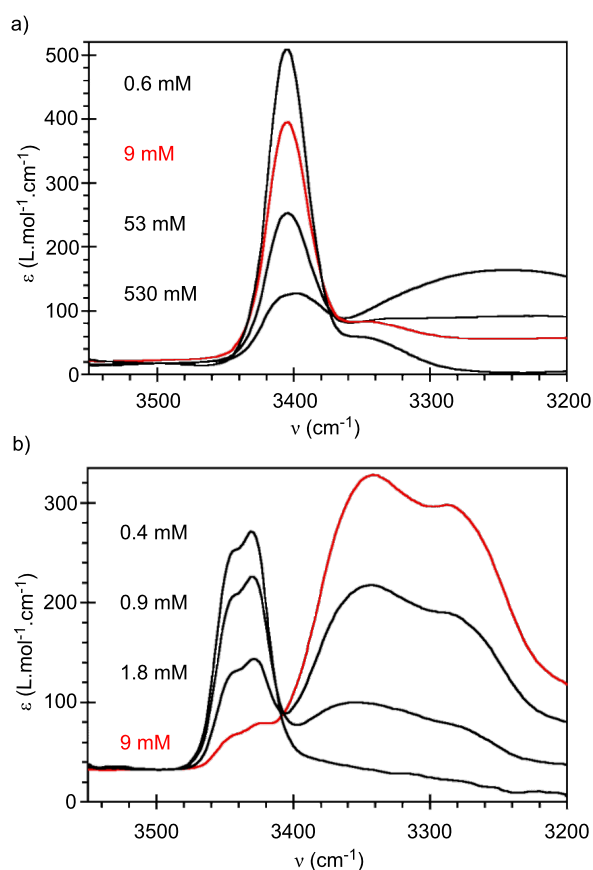 a)
500
400
300
200
100
0
ε (L.mol⁻¹.cm⁻¹)
0.6 mM
9 mM
53 mM
530 mM
3500 3400 3300 3200
ν (cm⁻¹)
b)
300
200
100
0
ε (L.mol⁻¹.cm⁻¹)
0.4 mM
0.9 mM
1.8 mM
9 mM
3500 3400 3300 3200
ν (cm⁻¹)